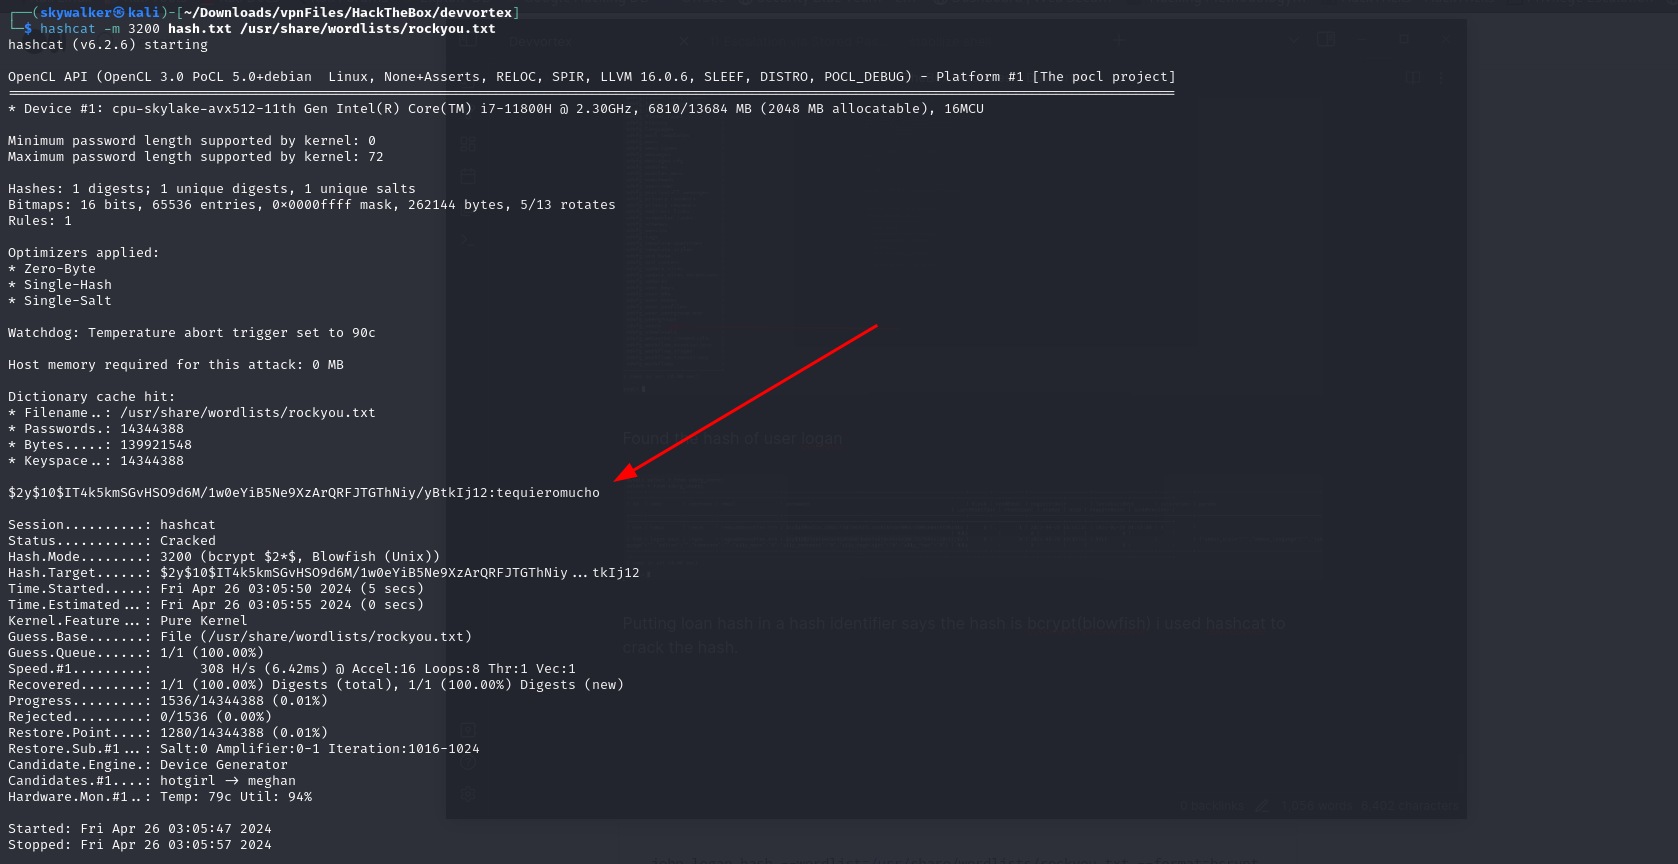 ┌──(skywalker㉿kali)-[~/Downloads/vpnFiles/HackTheBox/devvortex]
└─$ hashcat -m 3200 hash.txt /usr/share/wordlists/rockyou.txt
hashcat (v6.2.6) starting
OpenCL API (OpenCL 3.0 PoCL 5.0+debian  Linux, None+Asserts, RELOC, SPIR, LLVM 16.0.6, SLEEF, DISTRO, POCL_DEBUG) - Platform #1 [The pocl project]
* Device #1: cpu-skylake-avx512-11th Gen Intel(R) Core(TM) i7-11800H @ 2.30GHz, 6810/13684 MB (2048 MB allocatable), 16MCU
Minimum password length supported by kernel: 0
Maximum password length supported by kernel: 72
Hashes: 1 digests; 1 unique digests, 1 unique salts
Bitmaps: 16 bits, 65536 entries, 0x0000ffff mask, 262144 bytes, 5/13 rotates
Rules: 1
Optimizers applied:
* Zero-Byte
* Single-Hash
* Single-Salt
Watchdog: Temperature abort trigger set to 90c
Host memory required for this attack: 0 MB
Dictionary cache hit:
* Filename..: /usr/share/wordlists/rockyou.txt
* Passwords.: 14344388
* Bytes.....: 139921548
* Keyspace..: 14344388
Found the hash of user logan
$2y$10$IT4k5kmSGvHSO9d6M/1w0eYiB5Ne9XzArQRFJTGThNiy/yBtkIj12:tequieromucho
Session..........: hashcat
Status...........: Cracked
Hash.Mode........: 3200 (bcrypt $2*$, Blowfish (Unix))
Hash.Target......: $2y$10$IT4k5kmSGvHSO9d6M/1w0eYiB5Ne9XzArQRFJTGThNiy...tkIj12
Time.Started.....: Fri Apr 26 03:05:50 2024 (5 secs)
Time.Estimated...: Fri Apr 26 03:05:55 2024 (0 secs)
Kernel.Feature...: Pure Kernel
Guess.Base.......: File (/usr/share/wordlists/rockyou.txt)
Guess.Queue......: 1/1 (100.00%)
Speed.#1.........:      308 H/s (6.42ms) @ Accel:16 Loops:8 Thr:1 Vec:1
Recovered........: 1/1 (100.00%) Digests (total), 1/1 (100.00%) Digests (new)
Progress.........: 1536/14344388 (0.01%)
Rejected.........: 0/1536 (0.00%)
Restore.Point....: 1280/14344388 (0.01%)
Restore.Sub.#1...: Salt:0 Amplifier:0-1 Iteration:1016-1024
Candidate.Engine.: Device Generator
Candidates.#1....: hotgirl -> meghan
Hardware.Mon.#1..: Temp: 79c Util: 94%
Putting loan hash in a hash identifier says the hash is bcrypt(blowfish) i used hashcat to
crack the hash.
Started: Fri Apr 26 03:05:47 2024
Stopped: Fri Apr 26 03:05:57 2024